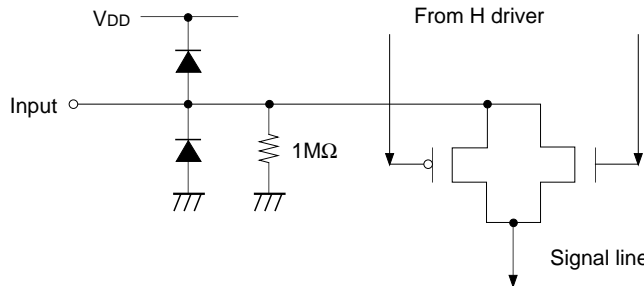 VDD
From H driver
Input
1MΩ
Signal line